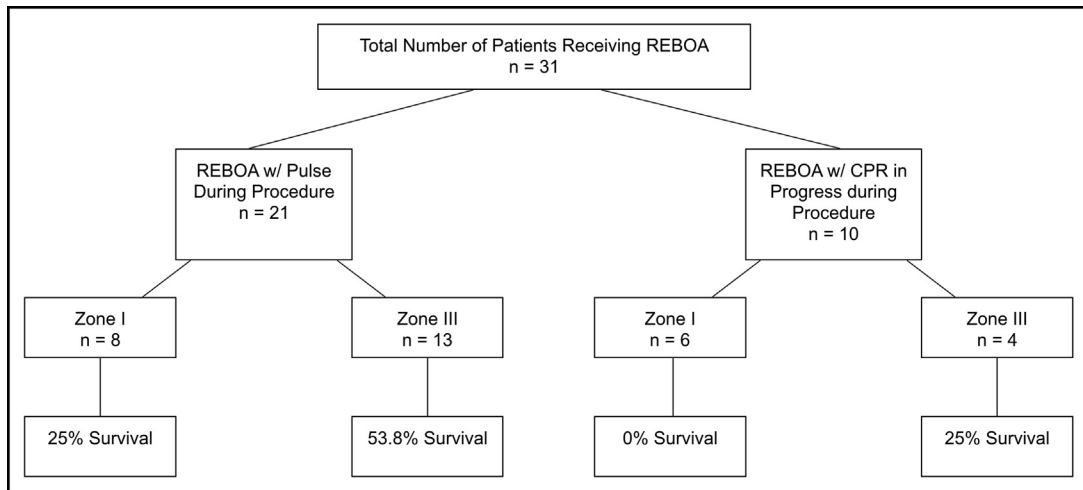 Total Number of Patients Receiving REBOA
n = 31
REBOA w/ Pulse
During Procedure
n = 21
REBOA w/ CPR in
Progress during
Procedure
n = 10
Zone I
n = 8
Zone III
n = 13
Zone I
n = 6
Zone III
n = 4
25% Survival
53.8% Survival
0% Survival
25% Survival